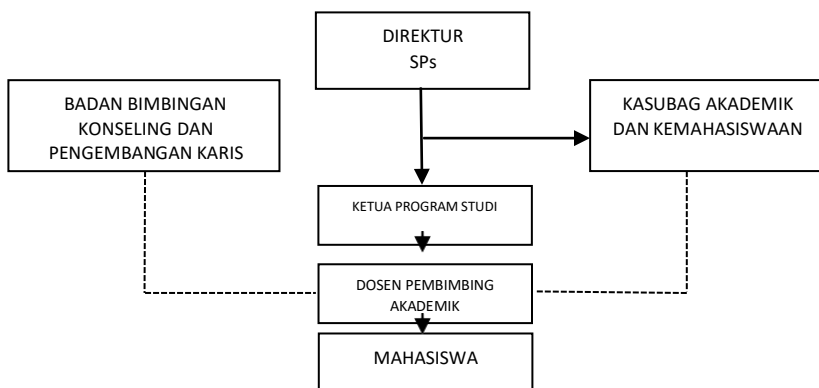 DIREKTUR
SPs
BADAN BIMBINGAN
KONSELING DAN
PENGEMBANGAN KARIS
KASUBAG AKADEMIK
DAN KEMAHASISWAAN
KETUA PROGRAM STUDI
DOSEN PEMBIMBING
AKADEMIK
MAHASISWA